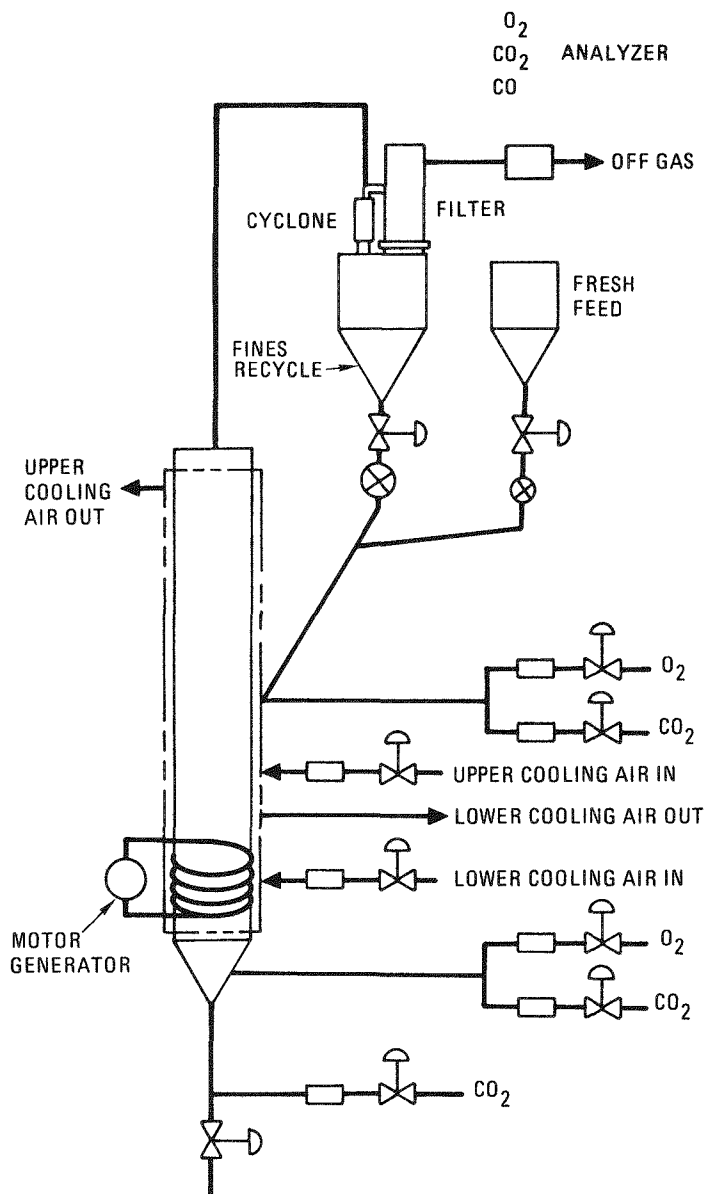 O2
CO2 ANALYZER
CO
OFF GAS
CYCLONE
FILTER
FRESH
FEED
FINES
RECYCLE
UPPER
COOLING
AIR OUT
O2
CO2
UPPER COOLING AIR IN
LOWER COOLING AIR OUT
LOWER COOLING AIR IN
MOTOR
GENERATOR
O2
CO2
CO2